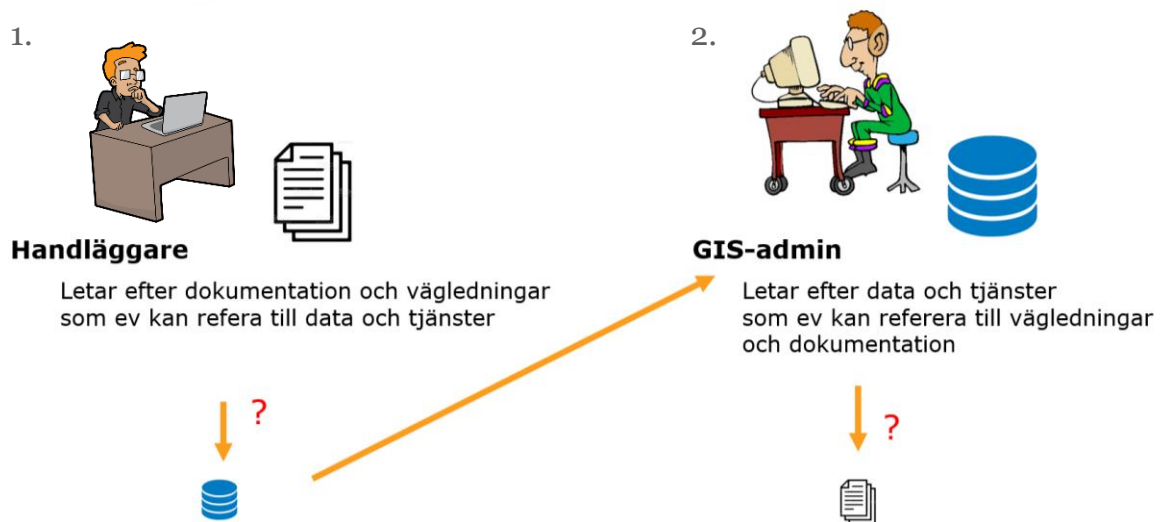 1.
Handläggare
Letar efter dokumentation och vägledningar
som ev kan refera till data och tjänster
?
2.
GIS-admin
Letar efter data och tjänster
som ev kan referera till vägledningar
och dokumentation
?